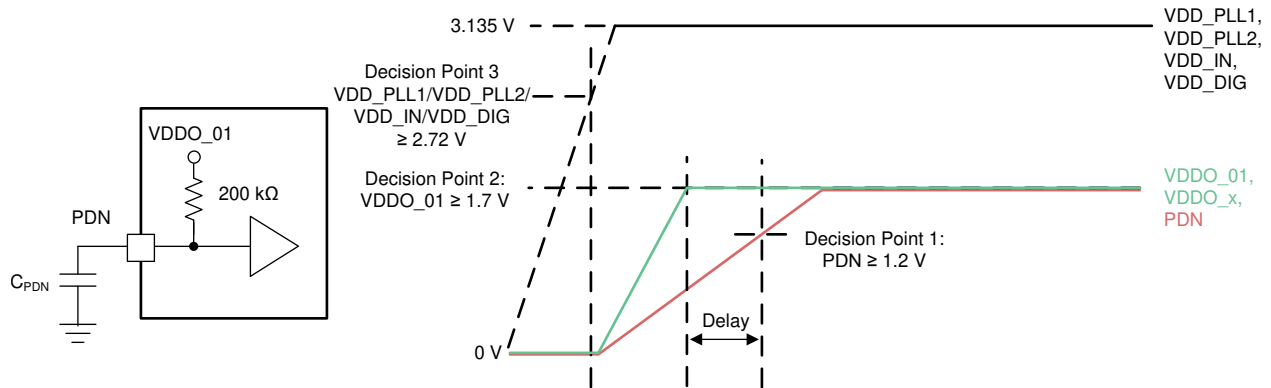 VDDO_01
200 kΩ
PDN
C_PDN
3.135 V
Decision Point 3
VDD_PLL1/VDD_PLL2/
VDD_IN/VDD_DIG
≥ 2.72 V
Decision Point 2:
VDDO_01 ≥ 1.7 V
0 V
Decision Point 1:
PDN ≥ 1.2 V
Delay
VDD_PLL1,
VDD_PLL2,
VDD_IN,
VDD_DIG
VDDO_01,
VDDO_x,
PDN